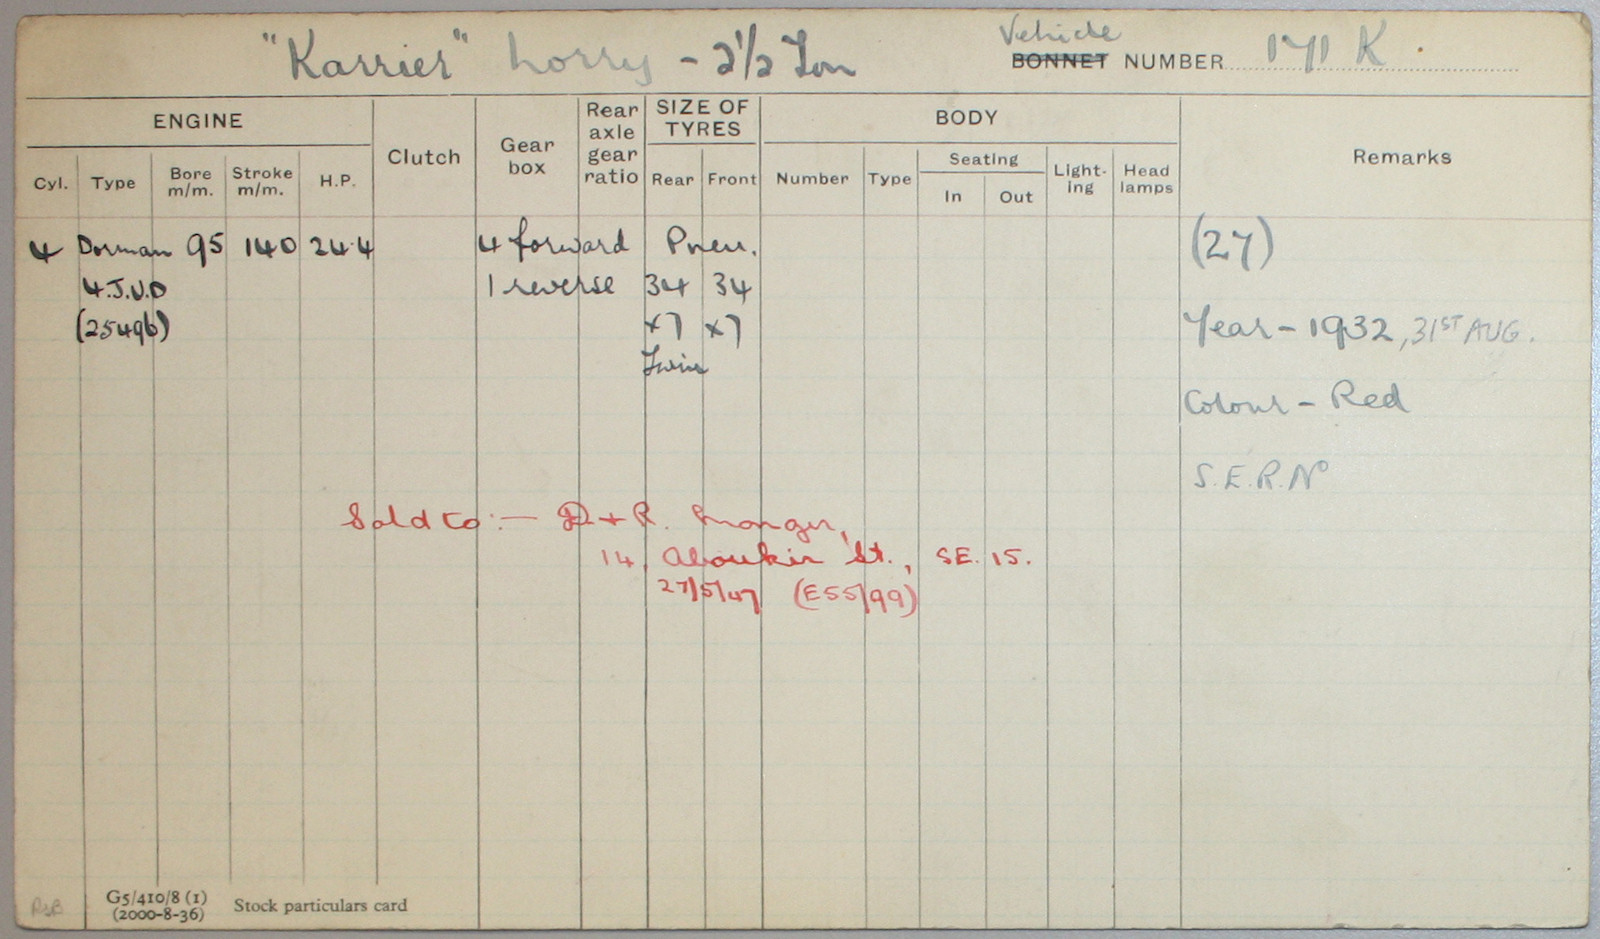 "Karrier" Lorry - 2½ Ton
Vehicle
BONNET NUMBER 171 K.
ENGINE
Clutch
Gear box
Rear axle gear ratio
SIZE OF TYRES
BODY
Remarks
Cyl. Type Bore m/m. Stroke m/m. H.P.
Rear Front
Number Type
Seating
In Out
Light-ing
Head lamps
4 Dorman 95 140 24.4 4 forward Pneu. (27)
4.J.U.D 1 reverse 34 34
(25496) x7 x7 Year - 1932, 31ST AUG.
Twin
Colour - Red
S.E.R. No
Sold to :- D + R.
14, Aboukir St., SE. 15.
27/5/47 (E55/99)
G5/410/8 (1)
(2000-8-36) Stock particulars card